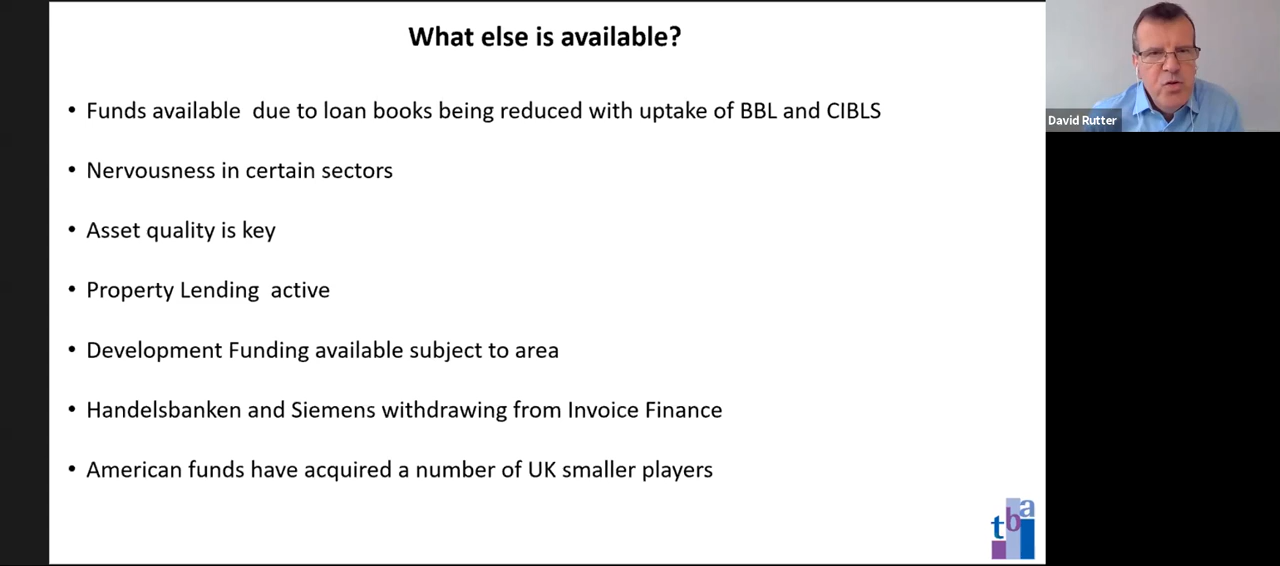 What else is available?
• Funds available  due to loan books being reduced with uptake of BBL and CIBLS
• Nervousness in certain sectors
• Asset quality is key
• Property Lending  active
• Development Funding available subject to area
• Handelsbanken and Siemens withdrawing from Invoice Finance
• American funds have acquired a number of UK smaller players
tba
David Rutter